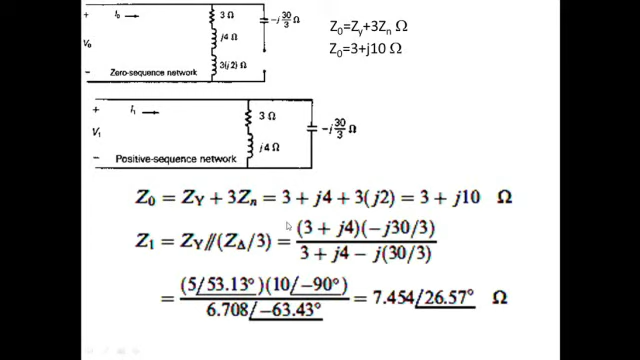 +
I₀
3 Ω
−j 30/3 Ω
Z₀=Zy+3Zn Ω
V₀
j4 Ω
Z₀=3+j10 Ω
3(j2) Ω
− Zero-sequence network
+
I₁
3 Ω
V₁
−j 30/3 Ω
j4 Ω
− Positive-sequence network
Z₀ = Z_Y + 3Zₙ = 3 + j4 + 3(j2) = 3 + j10 Ω
Z₁ = Z_Y//(Z_Δ/3) = (3 + j4)(−j30/3)
3 + j4 − j(30/3)
= (5/53.13°)(10/−90°) = 7.454/26.57° Ω
6.708/−63.43°